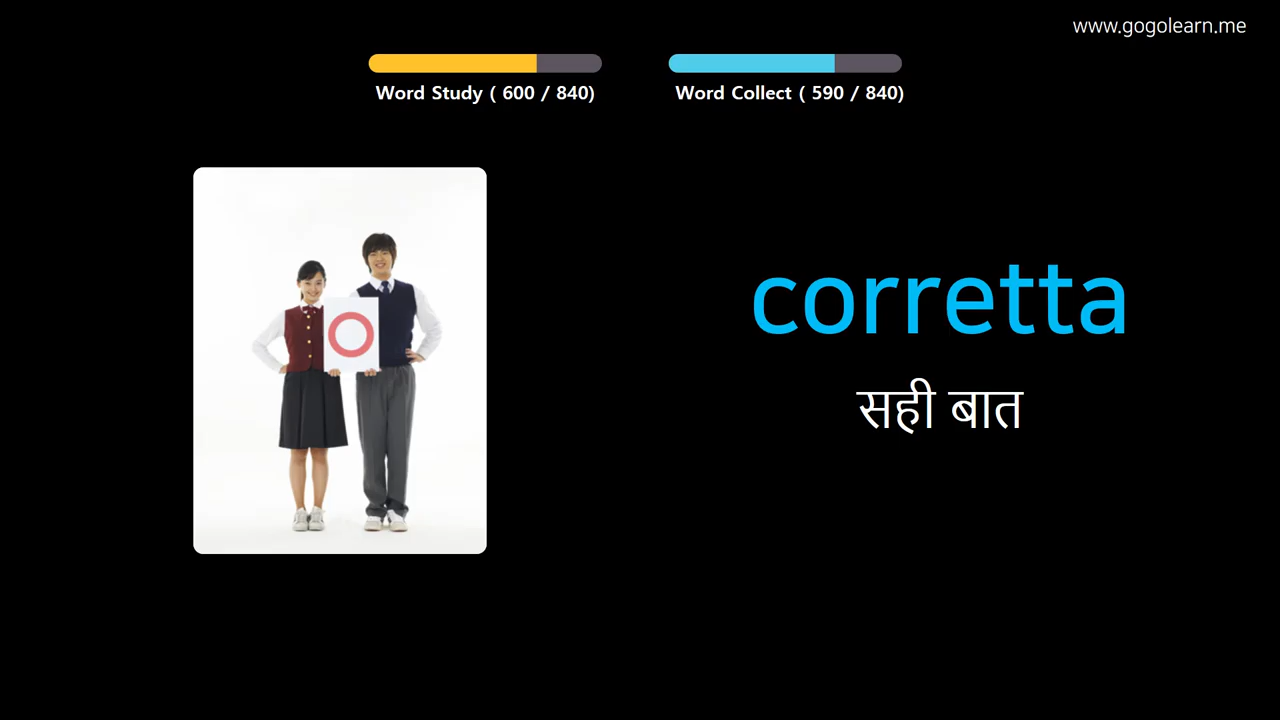 www.gogolearn.me
Word Study ( 600 / 840)
Word Collect ( 590 / 840)
corretta
सही बात